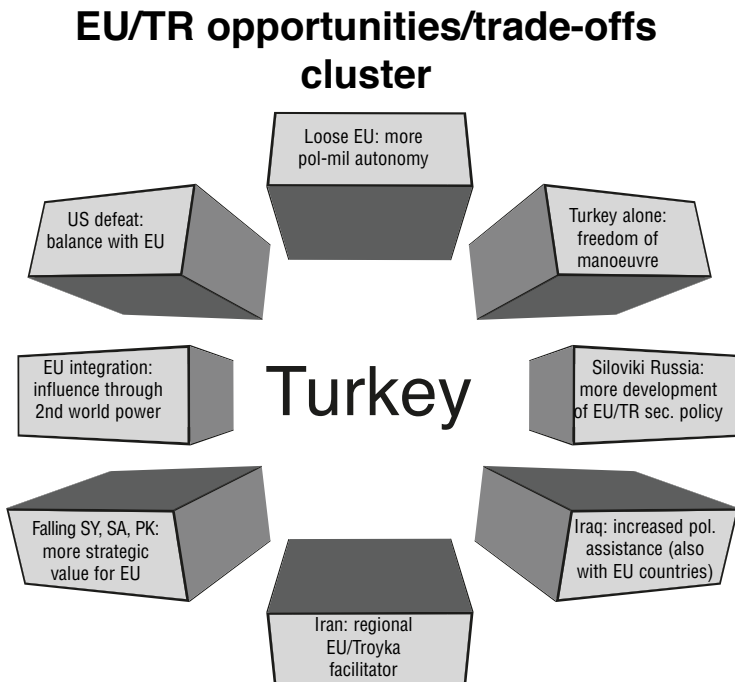 EU/TR opportunities/trade-offs
cluster
Loose EU: more
pol-mil autonomy
US defeat:
balance with EU
Turkey alone:
freedom of
manoeuvre
EU integration:
influence through
2nd world power
Turkey
Siloviki Russia:
more development
of EU/TR sec. policy
Falling SY, SA, PK:
more strategic
value for EU
Iraq: increased pol.
assistance (also
with EU countries)
Iran: regional
EU/Troyka
facilitator